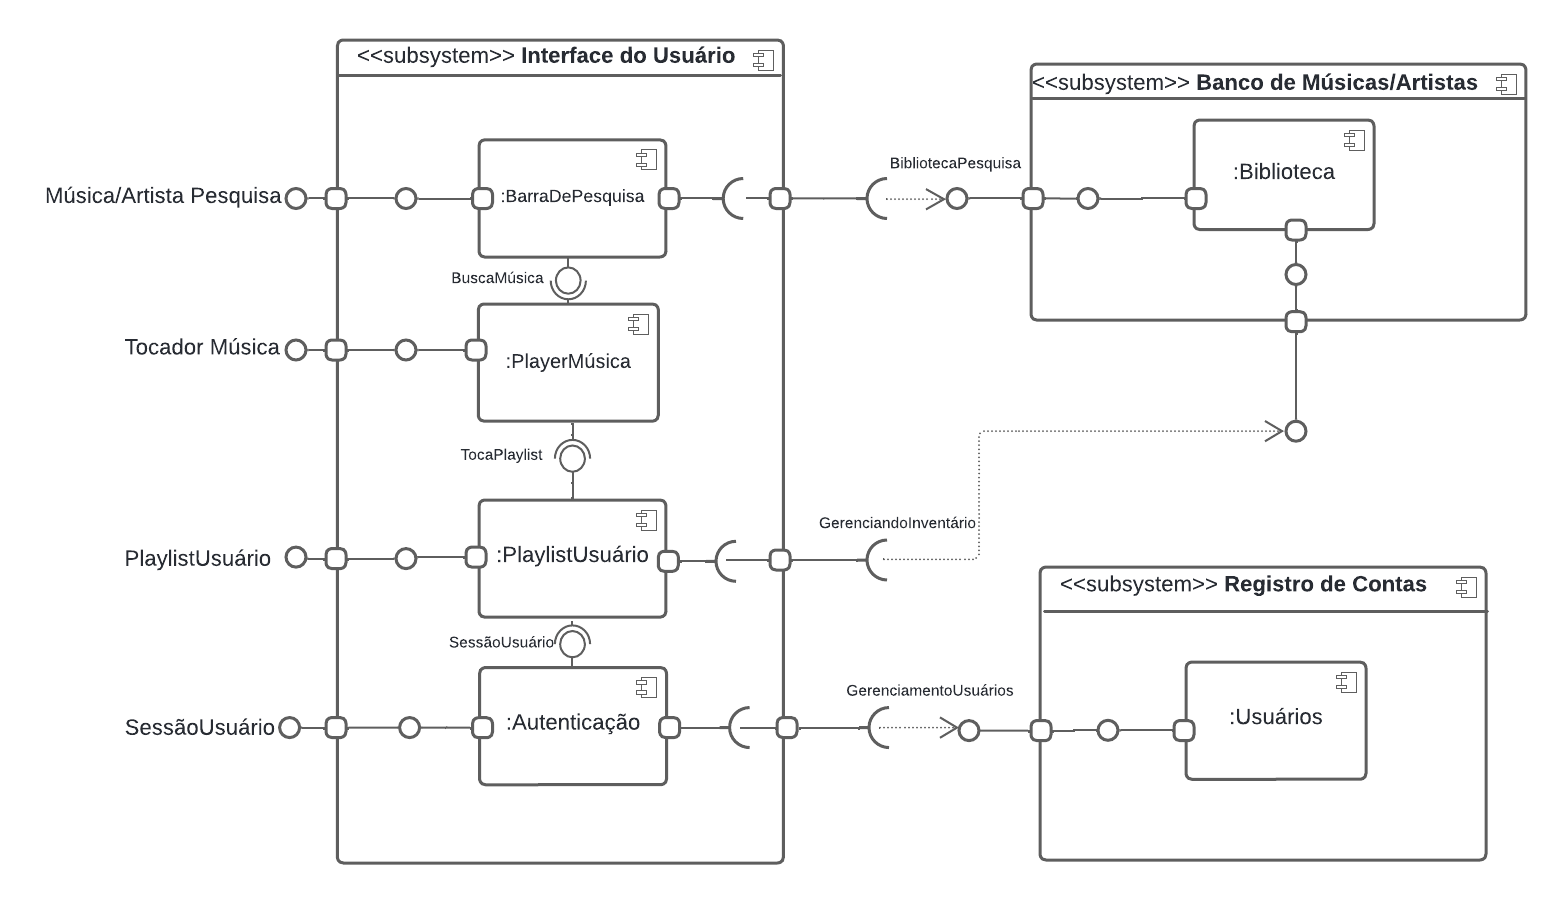 <<subsystem>> Interface do Usuário
<<subsystem>> Banco de Músicas/Artistas
BibliotecaPesquisa
:Biblioteca
Música/Artista Pesquisa
:BarraDePesquisa
BuscaMúsica
Tocador Música
:PlayerMúsica
TocaPlaylist
GerenciandoInventário
PlaylistUsuário
:PlaylistUsuário
<<subsystem>> Registro de Contas
SessãoUsuário
GerenciamentoUsuários
SessãoUsuário
:Autenticação
:Usuários